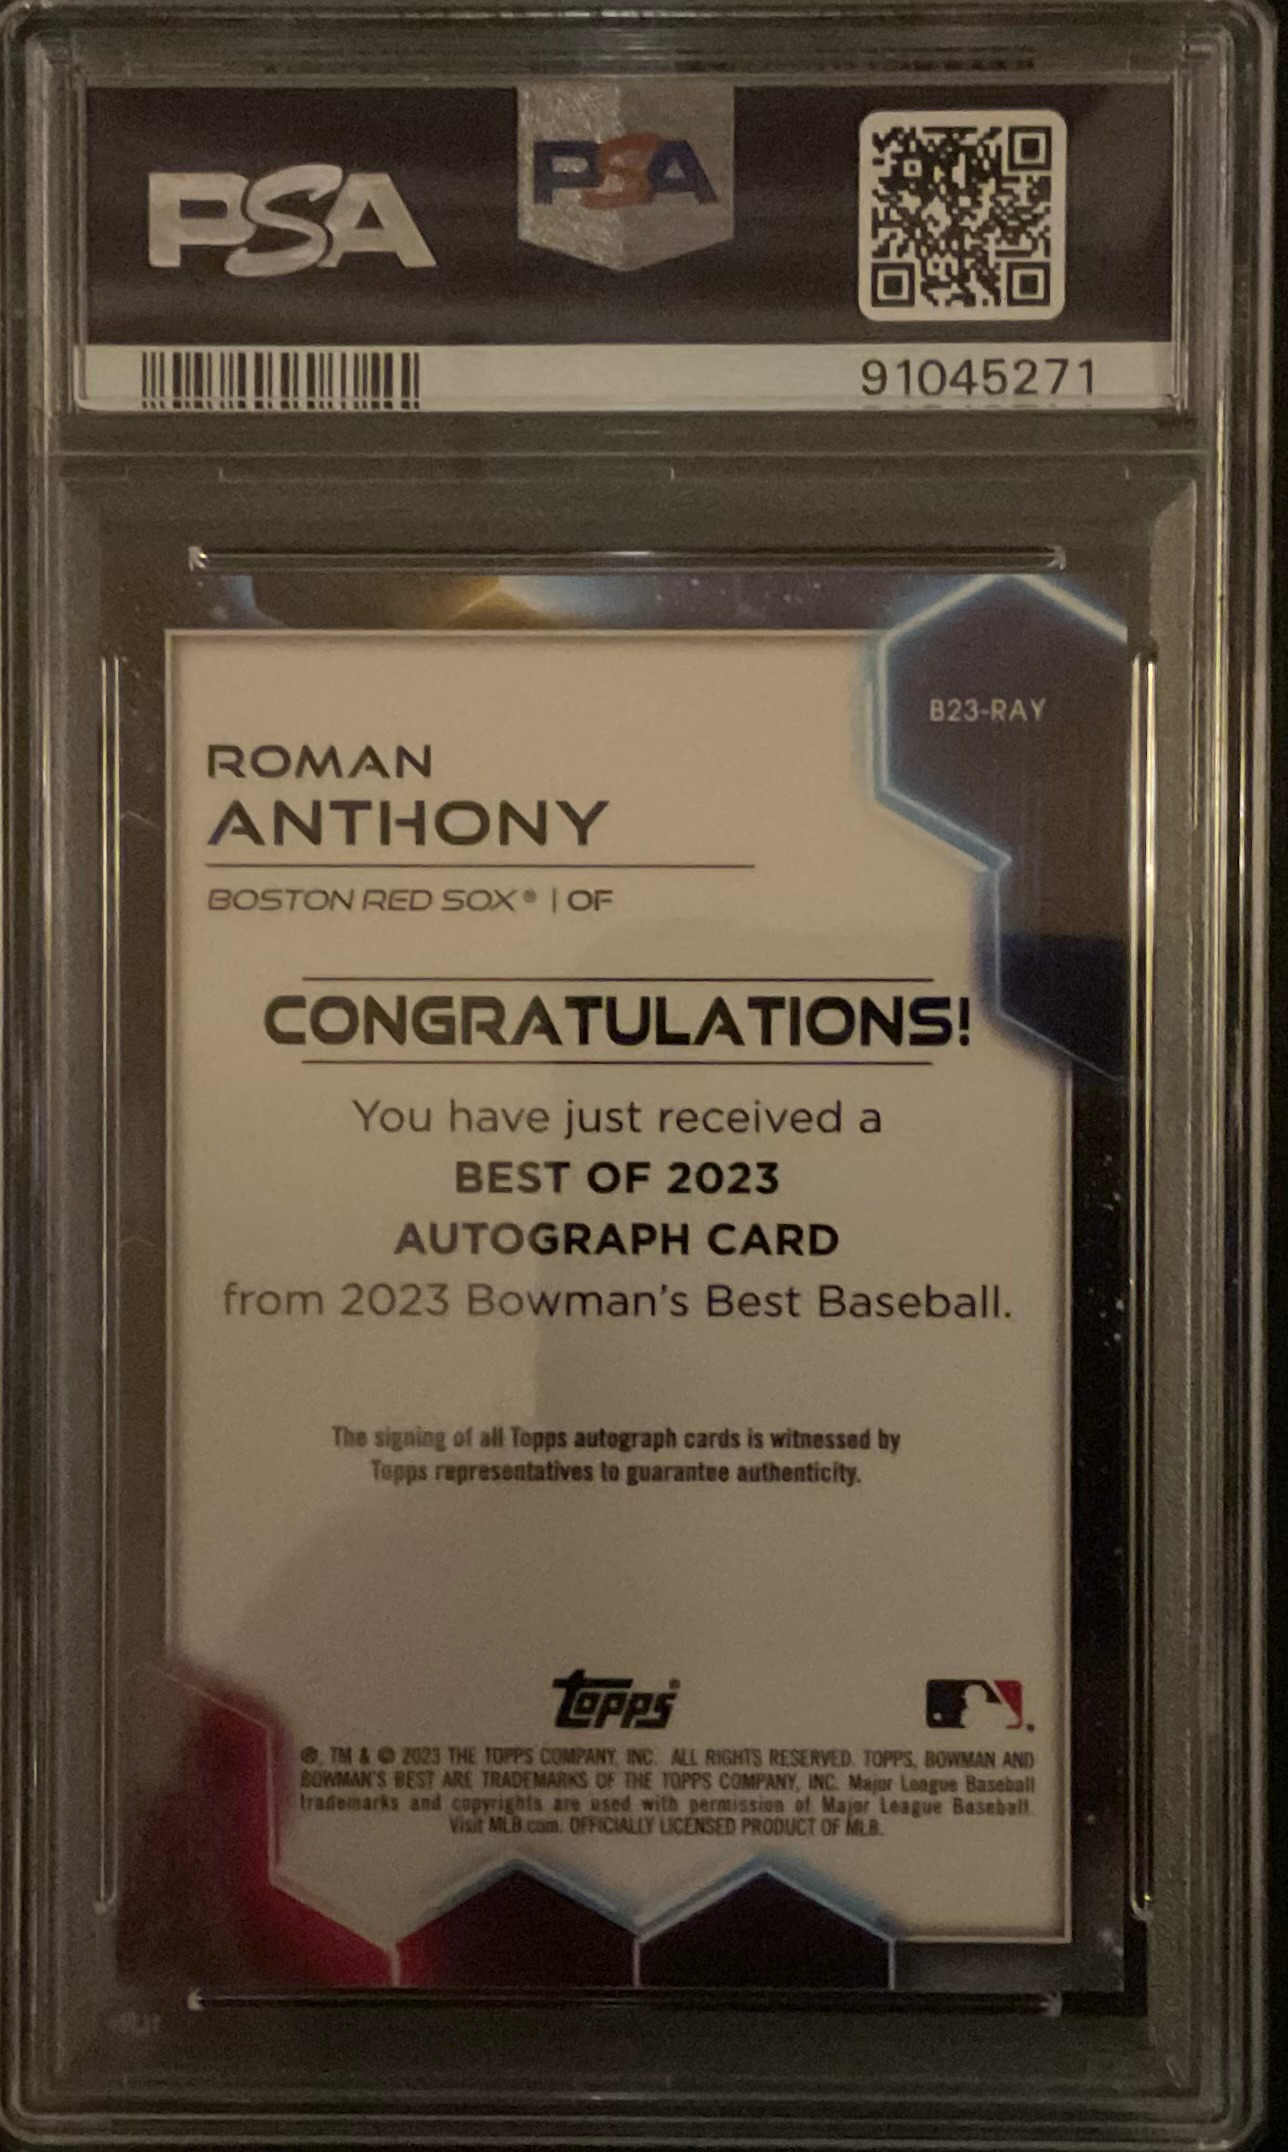 PSA
PSA
91045271
B23-RAY
ROMAN
ANTHONY
BOSTON RED SOX® | OF
CONGRATULATIONS!
You have just received a
BEST OF 2023
AUTOGRAPH CARD
from 2023 Bowman's Best Baseball.
The signing of all Topps autograph cards is witnessed by
Topps representatives to guarantee authenticity.
Topps®
®, TM & © 2023 THE TOPPS COMPANY, INC. ALL RIGHTS RESERVED. TOPPS, BOWMAN AND
BOWMAN'S BEST ARE TRADEMARKS OF THE TOPPS COMPANY, INC. Major League Baseball
trademarks and copyrights are used with permission of Major League Baseball.
Visit MLB.com. OFFICIALLY LICENSED PRODUCT OF MLB.